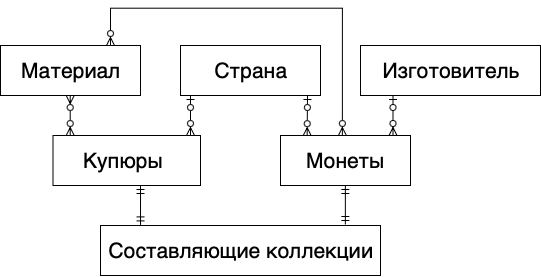 Материал
Страна
Изготовитель
Купюры
Монеты
Составляющие коллекции